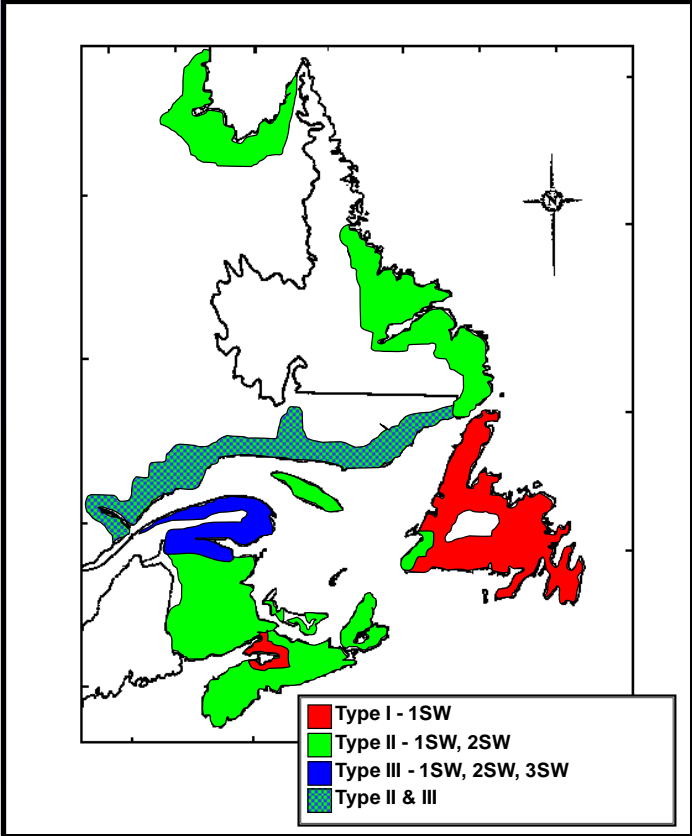 N
Type I - 1SW
Type II - 1SW, 2SW
Type III - 1SW, 2SW, 3SW
Type II & III